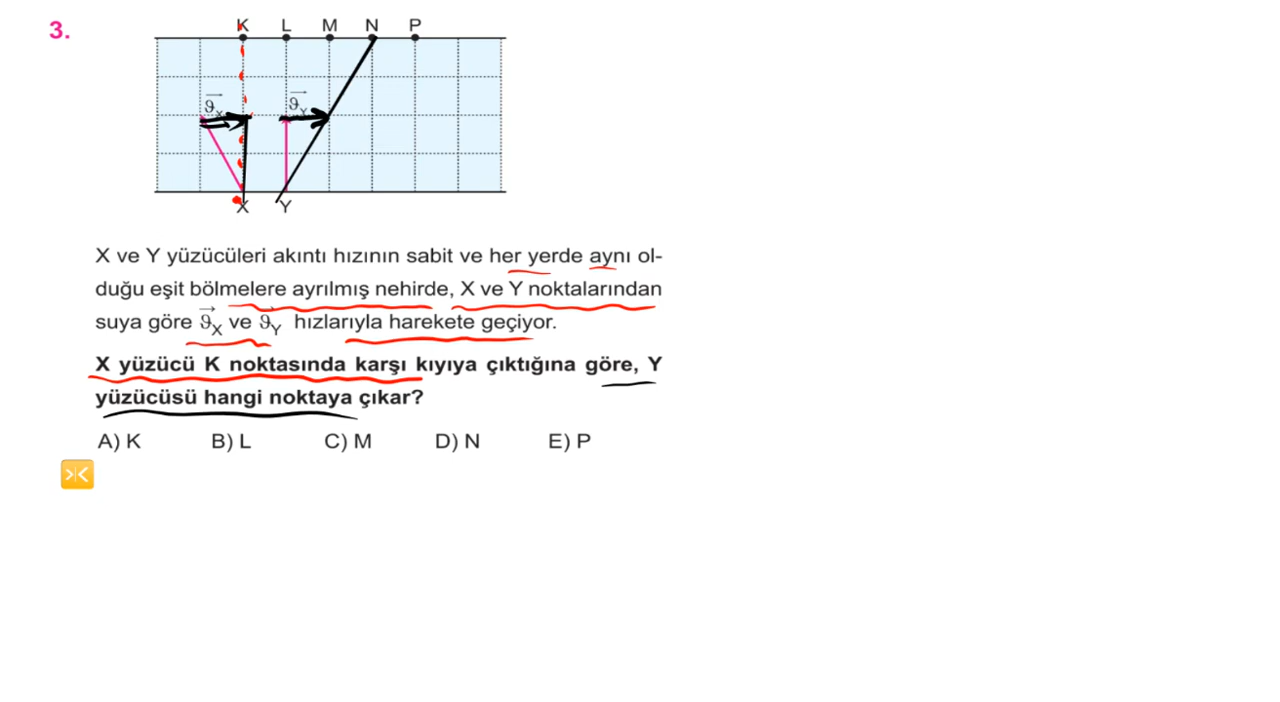 3.
K L M N P
ϑX ϑY
X Y
X ve Y yüzücüleri akıntı hızının sabit ve her yerde aynı ol-
duğu eşit bölmelere ayrılmış nehirde, X ve Y noktalarından
suya göre ϑX ve ϑY hızlarıyla harekete geçiyor.
X yüzücü K noktasında karşı kıyıya çıktığına göre, Y
yüzücüsü hangi noktaya çıkar?
A) K B) L C) M D) N E) P